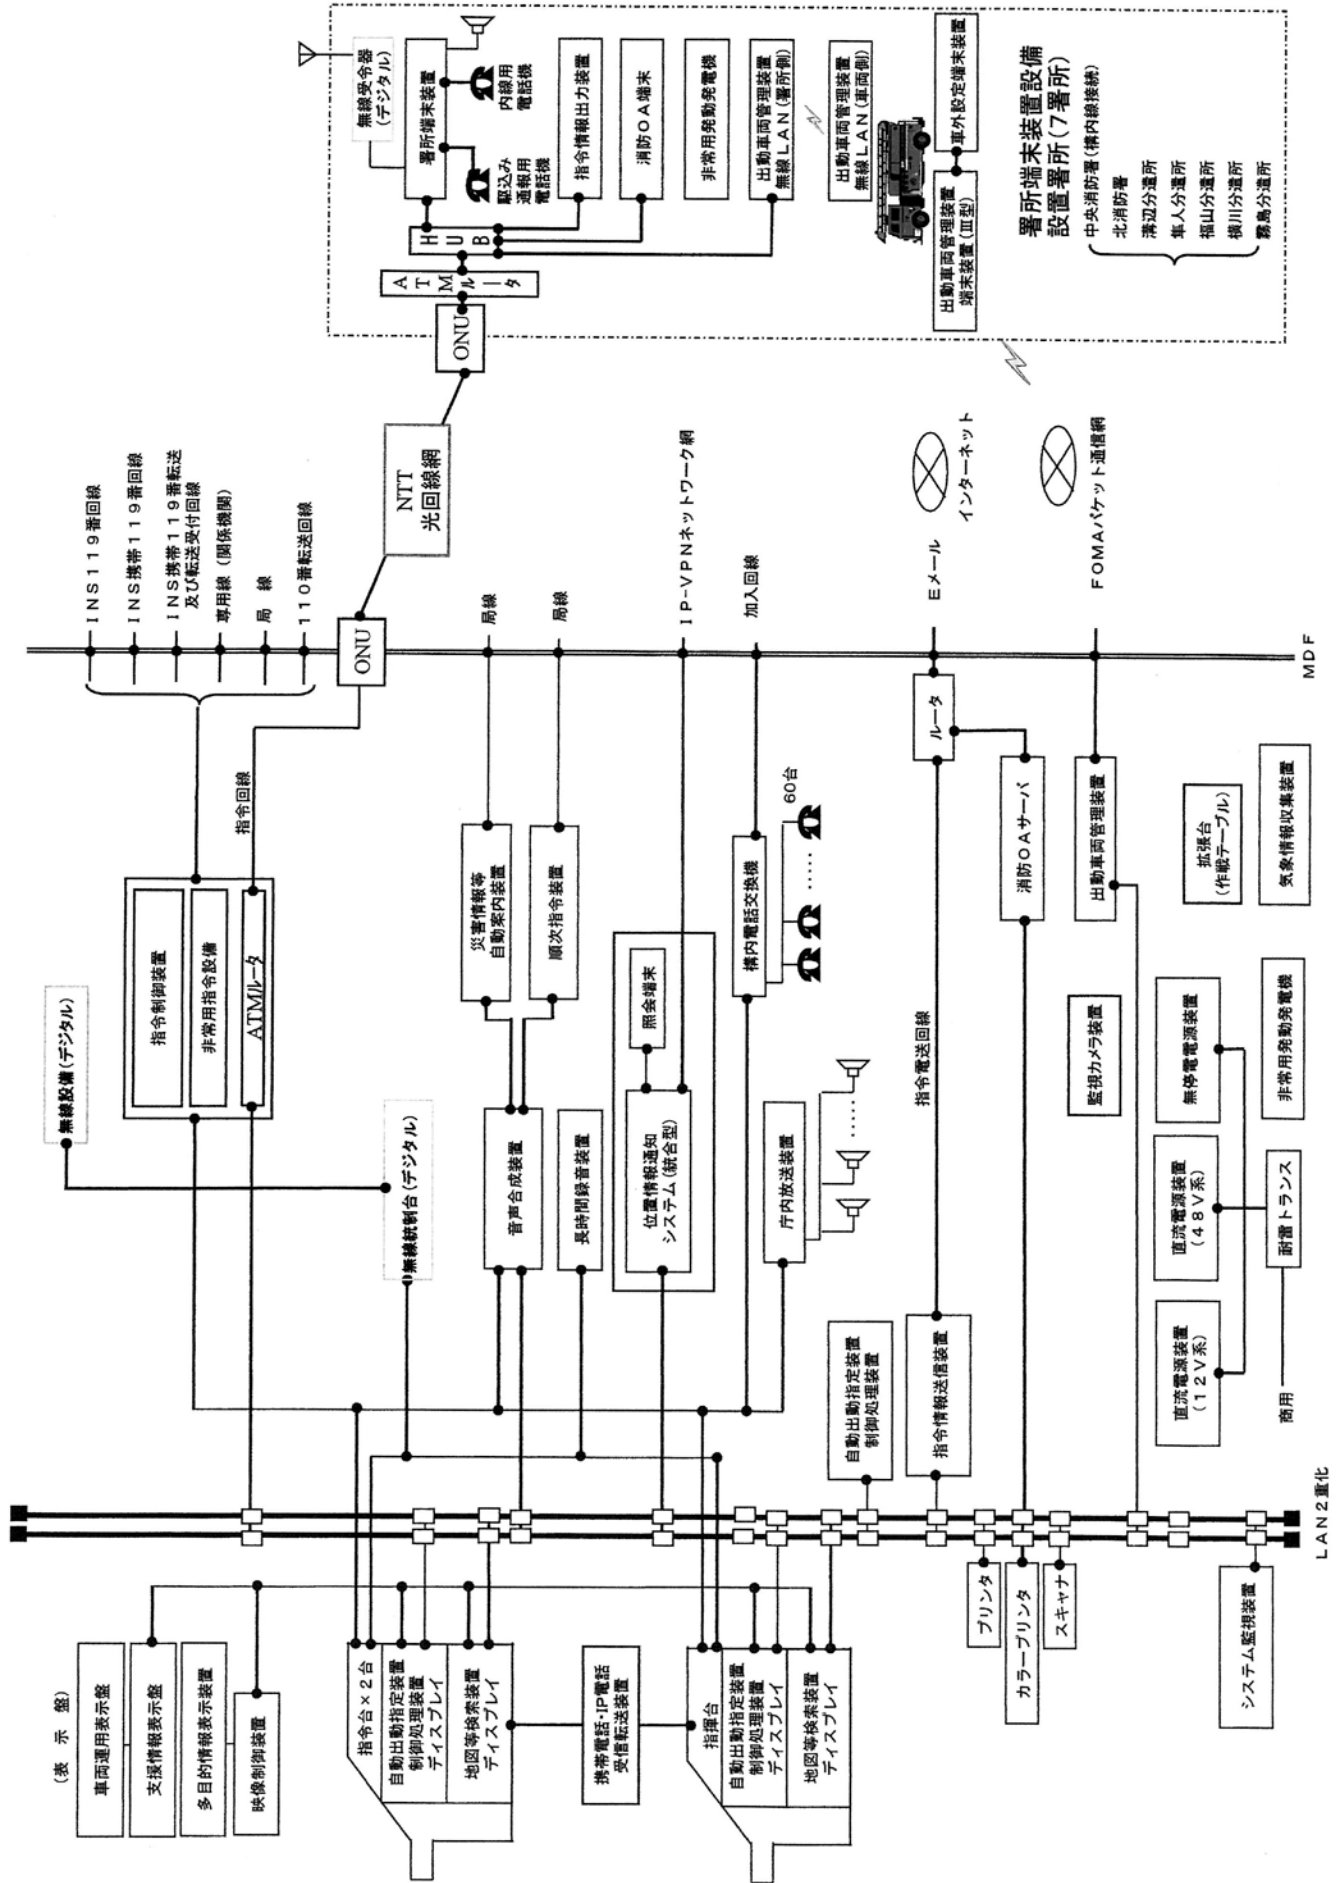 (表 示 盤)
車両運用表示盤
支援情報表示盤
多目的情報表示装置
映像制御装置
指令台×2台
自動出動指定装置
制御処理装置
ディスプレイ
地図等検索装置
ディスプレイ
携帯電話・IP電話
受信転送装置
指揮台
自動出動指定装置
制御処理装置
ディスプレイ
地図等検索装置
ディスプレイ
プリンタ
カラープリンタ
スキャナ
システム監視装置
LAN2重化
無線設備(デジタル)
指令制御装置
非常用指令設備
ATMルータ
指令回線
無線統制台(デジタル)
音声合成装置
災害情報等
自動案内装置
順次指令装置
長時間録音装置
位置情報通知
システム(統合型)
照会端末
庁内放送装置
構内電話交換機
60台
自動出動指定装置
制御処理装置
指令情報送信装置
指令電送回線
ルータ
消防OAサーバ
出動車両管理装置
監視カメラ装置
拡張台
(作戦テーブル)
気象情報収集装置
直流電源装置
(12V系)
直流電源装置
(48V系)
無停電電源装置
商用
耐雷トランス
非常用発動発電機
MDF
INS119番回線
INS携帯119番回線
INS携帯119番転送
及び転送受付回線
専用線(関係機関)
局 線
110番転送回線
ONU
NTT
光回線網
局線
局線
IP-VPNネットワーク網
加入回線
Eメール
インターネット
FOMAパケット通信網
ONU
ATMルータ
HUB
無線受令器
(デジタル)
署所端末装置
駆込み
通報用
電話機
内線用
電話機
指令情報出力装置
消防OA端末
非常用発動発電機
出動車両管理装置
無線LAN(署所側)
出動車両管理装置
無線LAN(車両側)
出動車両管理装置
端末装置(Ⅲ型)
車外設定端末装置
署所端末装置設備
設置署所(7署所)
中央消防署(構内線接続)
北消防署
溝辺分遣所
隼人分遣所
福山分遣所
横川分遣所
霧島分遣所